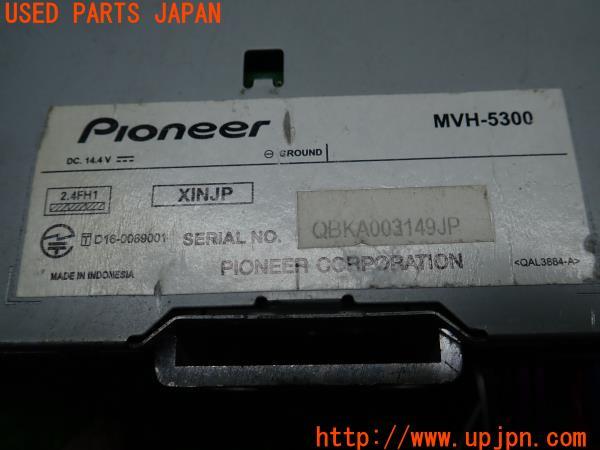 USED PARTS JAPAN
Pioneer
MVH-5300
DC. 14.4 V
⊖ GROUND
2.4FH1
XINJP
T D16-0069001
SERIAL NO.
QBKA003149JP
MADE IN INDONESIA
PIONEER CORPORATION
<QAL3884-A>
http://www.upjpn.com/